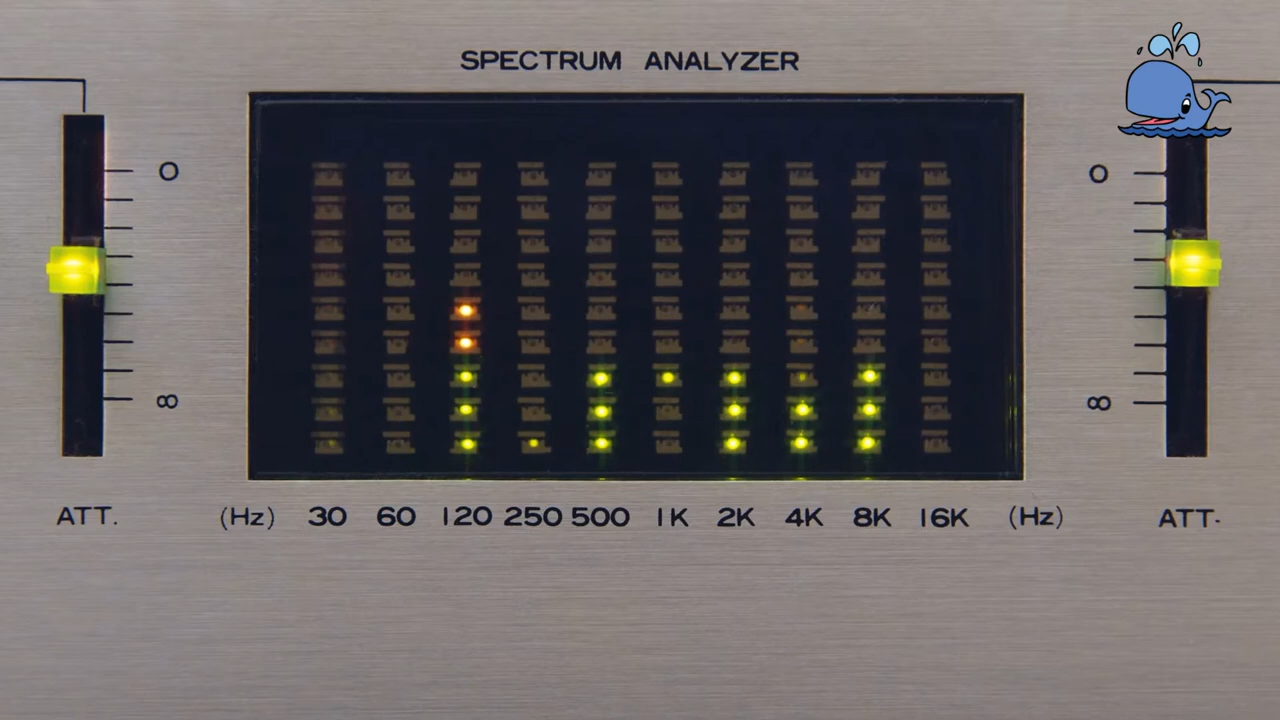 SPECTRUM ANALYZER
0 0
∞ ∞
ATT. (Hz) 30 60 120 250 500 1K 2K 4K 8K 16K (Hz) ATT.